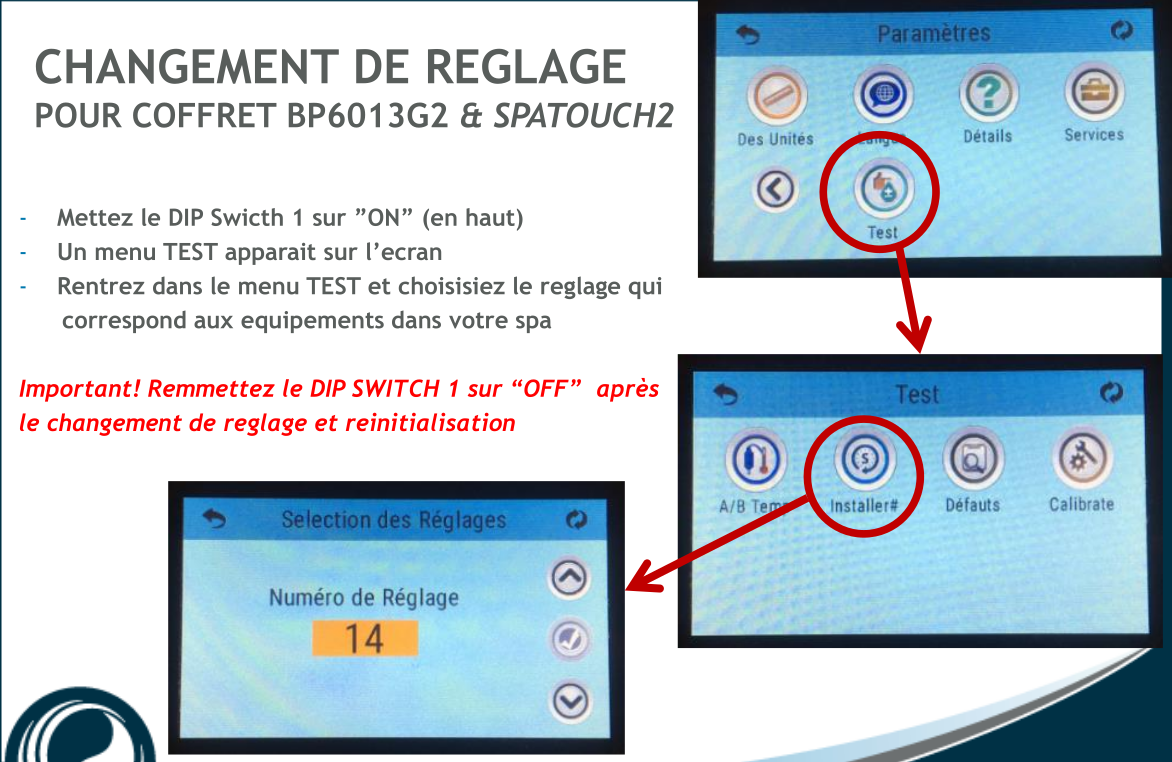 CHANGEMENT DE REGLAGE
POUR COFFRET BP6013G2 & SPATOUCH2
- Mettez le DIP Swicth 1 sur ”ON” (en haut)
- Un menu TEST apparait sur l’ecran
- Rentrez dans le menu TEST et choisisiez le reglage qui
correspond aux equipements dans votre spa
Important! Remmettez le DIP SWITCH 1 sur “OFF” après
le changement de reglage et reinitialisation
Paramètres
Des Unités Langue Détails Services
Test
Test
A/B Temp Installer# Défauts Calibrate
S
Selection des Réglages
Numéro de Réglage
14